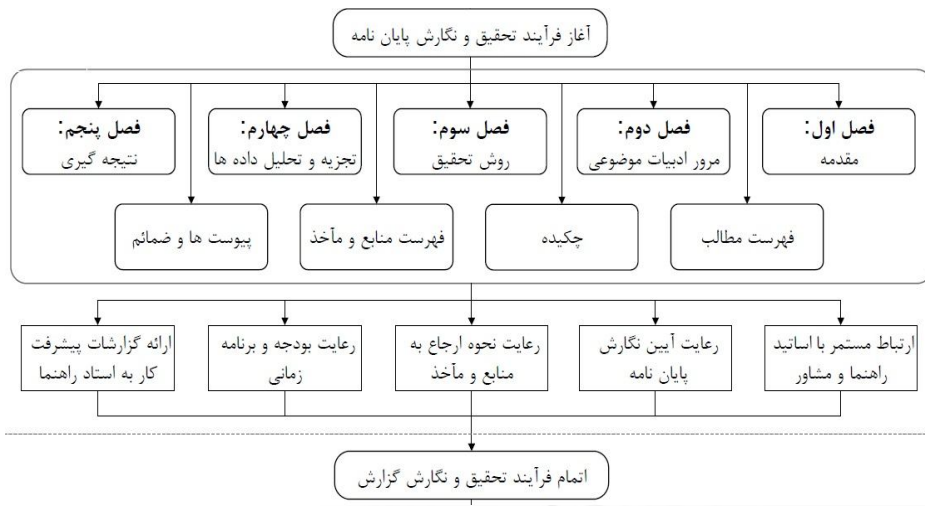 آغاز فرآیند تحقیق و نگارش پایان نامه
فصل اول:
مقدمه
فصل دوم:
مرور ادبیات موضوعی
فصل سوم:
روش تحقیق
فصل چهارم:
تجزیه و تحلیل داده ها
فصل پنجم:
نتیجه گیری
فهرست مطالب
چکیده
فهرست منابع و مآخذ
پیوست ها و ضمائم
ارتباط مستمر با اساتید
راهنما و مشاور
رعایت آیین نگارش
پایان نامه
رعایت نحوه ارجاع به
منابع و مآخذ
رعایت بودجه و برنامه
زمانی
ارائه گزارشات پیشرفت
کار به استاد راهنما
اتمام فرآیند تحقیق و نگارش گزارش